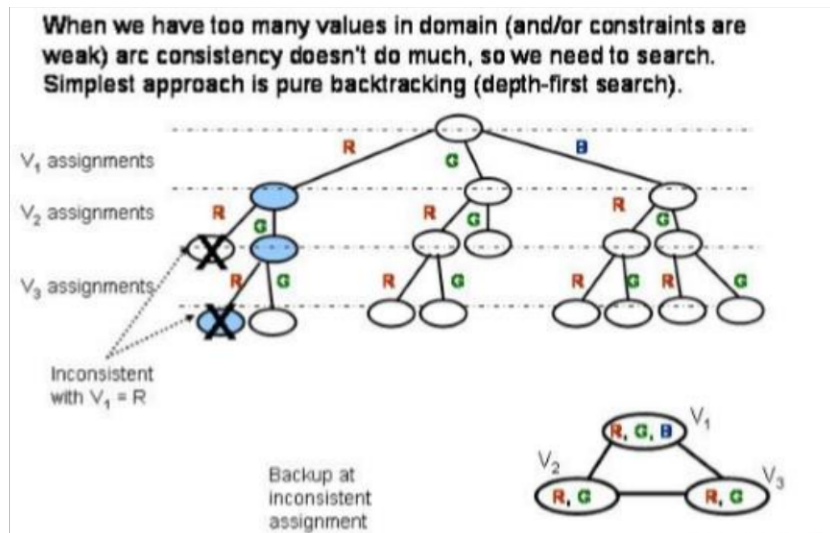 When we have too many values in domain (and/or constraints are
weak) arc consistency doesn't do much, so we need to search.
Simplest approach is pure backtracking (depth-first search).
R
G
B
V₁ assignments
V₂ assignments
R
G
R
G
R
G
V₃ assignments
R
G
R
G
R
G
R
G
Inconsistent
with V₁ = R
Backup at
inconsistent
assignment
V₁
R, G, B
V₂
V₃
R, G
R, G